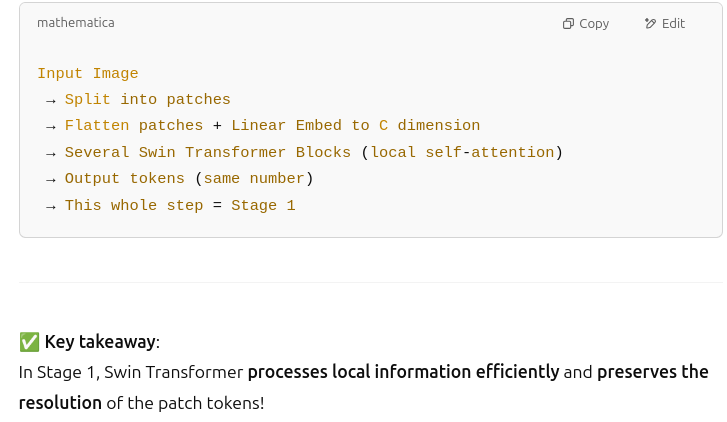 mathematica
Copy
Edit
Input Image
→ Split into patches
→ Flatten patches + Linear Embed to C dimension
→ Several Swin Transformer Blocks (local self-attention)
→ Output tokens (same number)
→ This whole step = Stage 1
✅ Key takeaway:
In Stage 1, Swin Transformer processes local information efficiently and preserves the
resolution of the patch tokens!